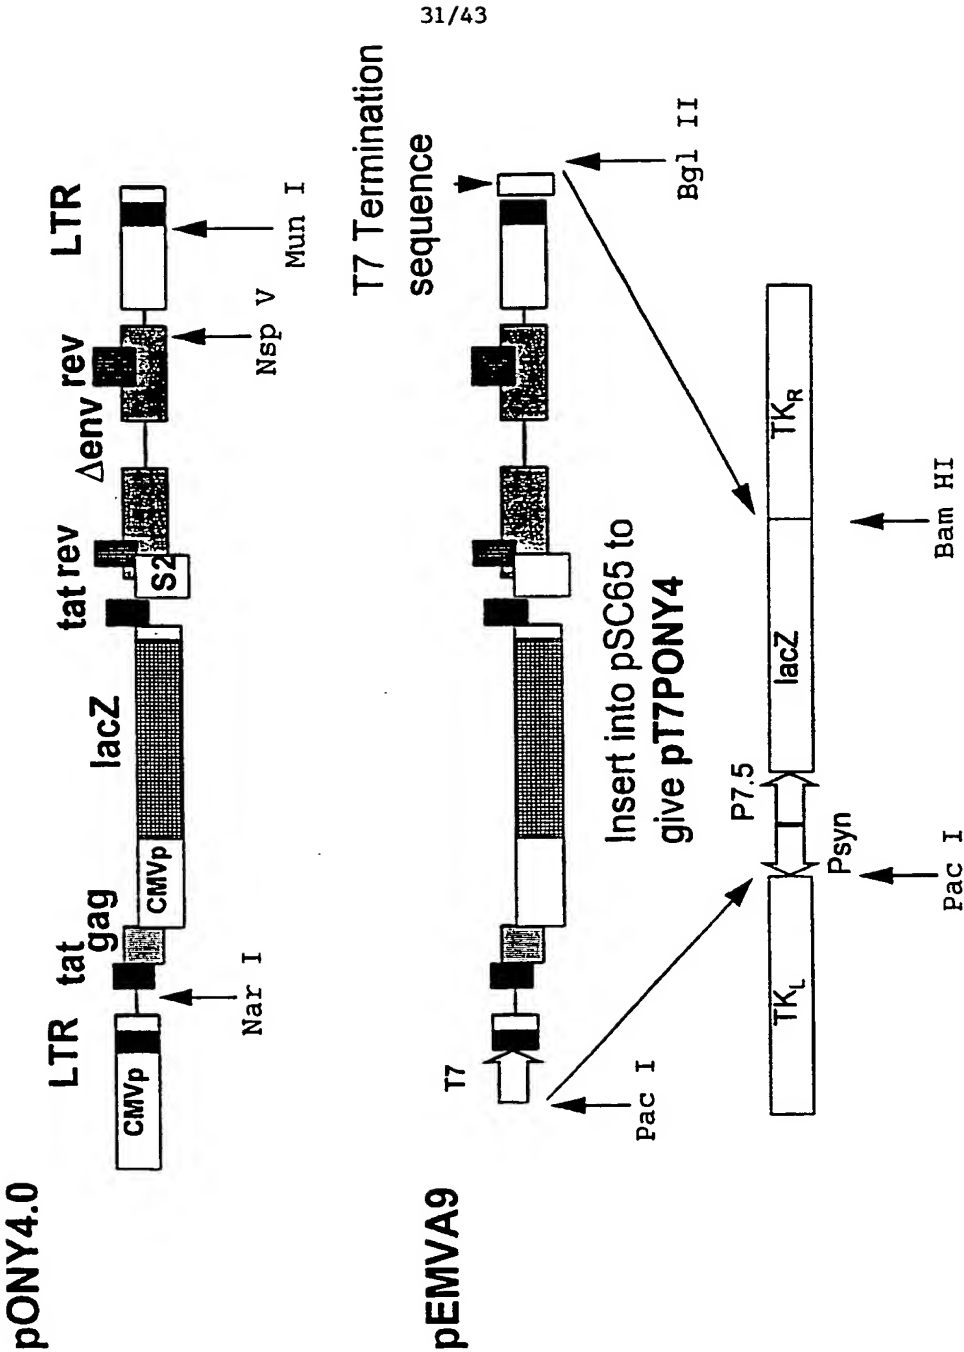 31/43
pONY4.0
LTR
tat
gag
lacZ
tat rev
Δenv rev
LTR
CMVp
CMVp
S2
Nar I
Nsp V
Mun I
pEMVA9
T7
T7 Termination
sequence
Pac I
Bgl II
Insert into pSC65 to
give pT7PONY4
P7.5
TKL
lacZ
TKR
Psyn
Pac I
Bam HI